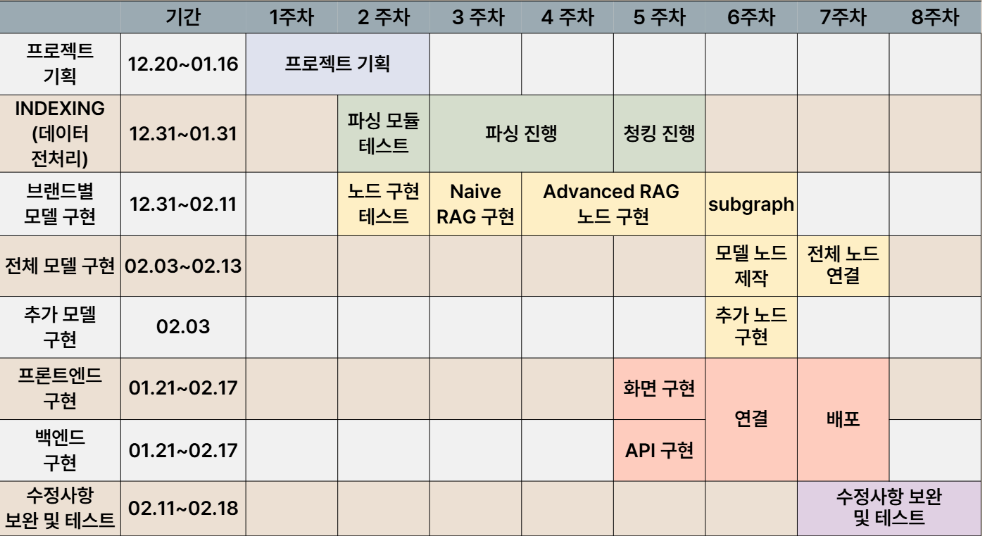 기간 1주차 2 주차 3 주차 4 주차 5 주차 6주차 7주차 8주차
프로젝트
기획
12.20~01.16
프로젝트 기획
INDEXING
(데이터
전처리)
12.31~01.31
파싱 모듈
테스트
파싱 진행
청킹 진행
브랜드별
모델 구현
12.31~02.11
노드 구현
테스트
Naive
RAG 구현
Advanced RAG
노드 구현
subgraph
전체 모델 구현
02.03~02.13
모델 노드
제작
전체 노드
연결
추가 모델
구현
02.03
추가 노드
구현
프론트엔드
구현
01.21~02.17
화면 구현
연결
배포
백엔드
구현
01.21~02.17
API 구현
수정사항
보완 및 테스트
02.11~02.18
수정사항 보완
및 테스트